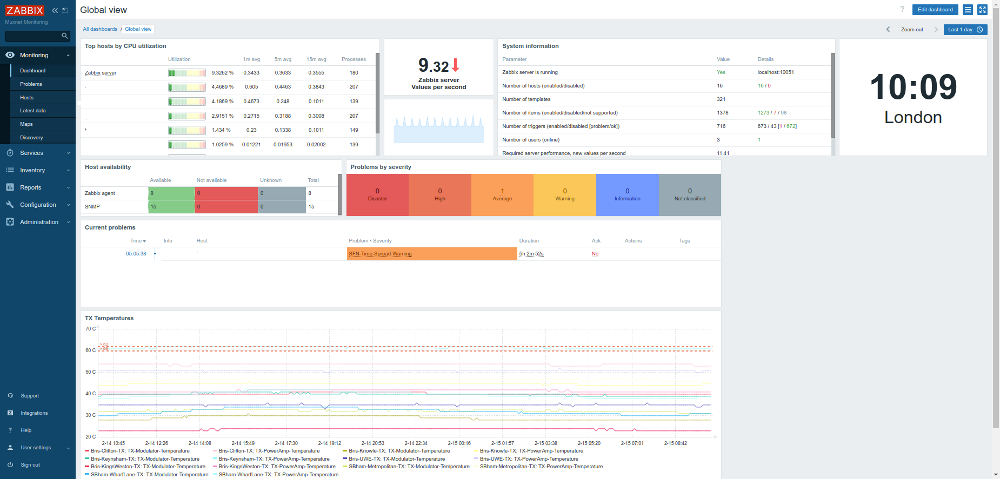 ZABBIX
Muxnet Monitoring
Monitoring
Dashboard
Problems
Hosts
Latest data
Maps
Discovery
Services
Inventory
Reports
Configuration
Administration
Support
Integrations
? Help
User settings
Sign out
Global view
? Edit dashboard
All dashboards / Global view
Zoom out
Last 1 day
Top hosts by CPU utilization
Utilization 1m avg 5m avg 15m avg Processes
Zabbix server 9.3262 % 0.3433 0.3633 0.3555 180
4.4689 % 0.605 0.4463 0.3843 207
4.1869 % 0.4673 0.248 0.1011 139
2.9151 % 0.2715 0.3188 0.3008 207
1.434 % 0.23 0.1338 0.1011 149
1.0259 % 0.01221 0.01953 0.02002 139
9.32
Zabbix server
Values per second
System information
Parameter Value Details
Zabbix server is running Yes localhost:10051
Number of hosts (enabled/disabled) 16 16 / 0
Number of templates 321
Number of items (enabled/disabled/not supported) 1378 1273 / 7 / 98
Number of triggers (enabled/disabled [problem/ok]) 716 673 / 43 [1 / 672]
Number of users (online) 3 1
Required server performance, new values per second 11.41
10:09
London
Host availability
Available Not available Unknown Total
Zabbix agent 8 0 0 8
SNMP 15 0 0 15
Problems by severity
0 Disaster
0 High
1 Average
0 Warning
0 Information
0 Not classified
Current problems
Time Info Host Problem • Severity Duration Ack Actions Tags
05:05:38 SFN-Time-Spread-Warning 5h 2m 52s No
TX Temperatures
70 C
> 62
60 C
> 60
50 C
40 C
30 C
20 C
2-14 10:45 2-14 12:26 2-14 14:08 2-14 15:49 2-14 17:30 2-14 19:12 2-14 20:53 2-14 22:34 2-15 00:16 2-15 01:57 2-15 03:38 2-15 05:20 2-15 07:01 2-15 08:42
Bris-Clifton-TX: TX-Modulator-Temperature Bris-Clifton-TX: TX-PowerAmp-Temperature Bris-Knowle-TX: TX-Modulator-Temperature Bris-Knowle-TX: TX-PowerAmp-Temperature
Bris-Keynsham-TX: TX-Modulator-Temperature Bris-Keynsham-TX: TX-PowerAmp-Temperature Bris-UWE-TX: TX-Modulator-Temperature Bris-UWE-TX: TX-PowerAmp-Temperature
Bris-KingsWeston-TX: TX-Modulator-Temperature Bris-KingsWeston-TX: TX-PowerAmp-Temperature SBham-Metropolitan-TX: TX-Modulator-Temperature SBham-Metropolitan-TX: TX-PowerAmp-Temperature
SBham-WharfLane-TX: TX-Modulator-Temperature SBham-WharfLane-TX: TX-PowerAmp-Temperature